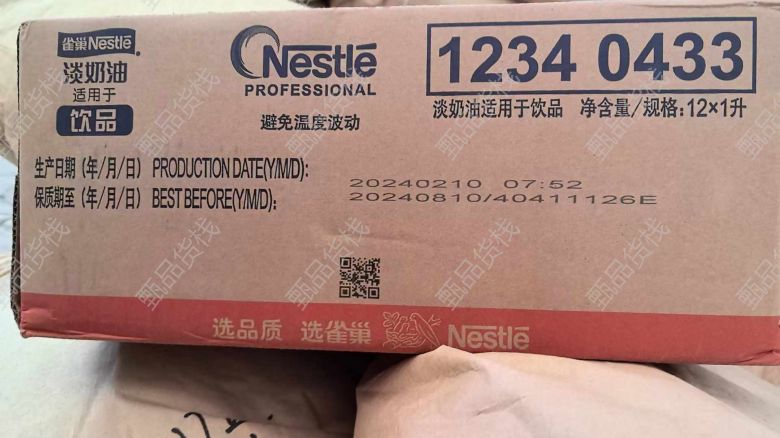 雀巢Nestlē
淡奶油
适用于
饮品
Nestlē
PROFESSIONAL
避免温度波动
1234 0433
淡奶油适用于饮品 净含量/规格:12×1升
生产日期 (年/月/日) PRODUCTION DATE(Y/M/D):
20240210 07:52
保质期至 (年/月/日) BEST BEFORE(Y/M/D):
20240810/40411126E
选品质 选雀巢 Nestlē
甄品货栈